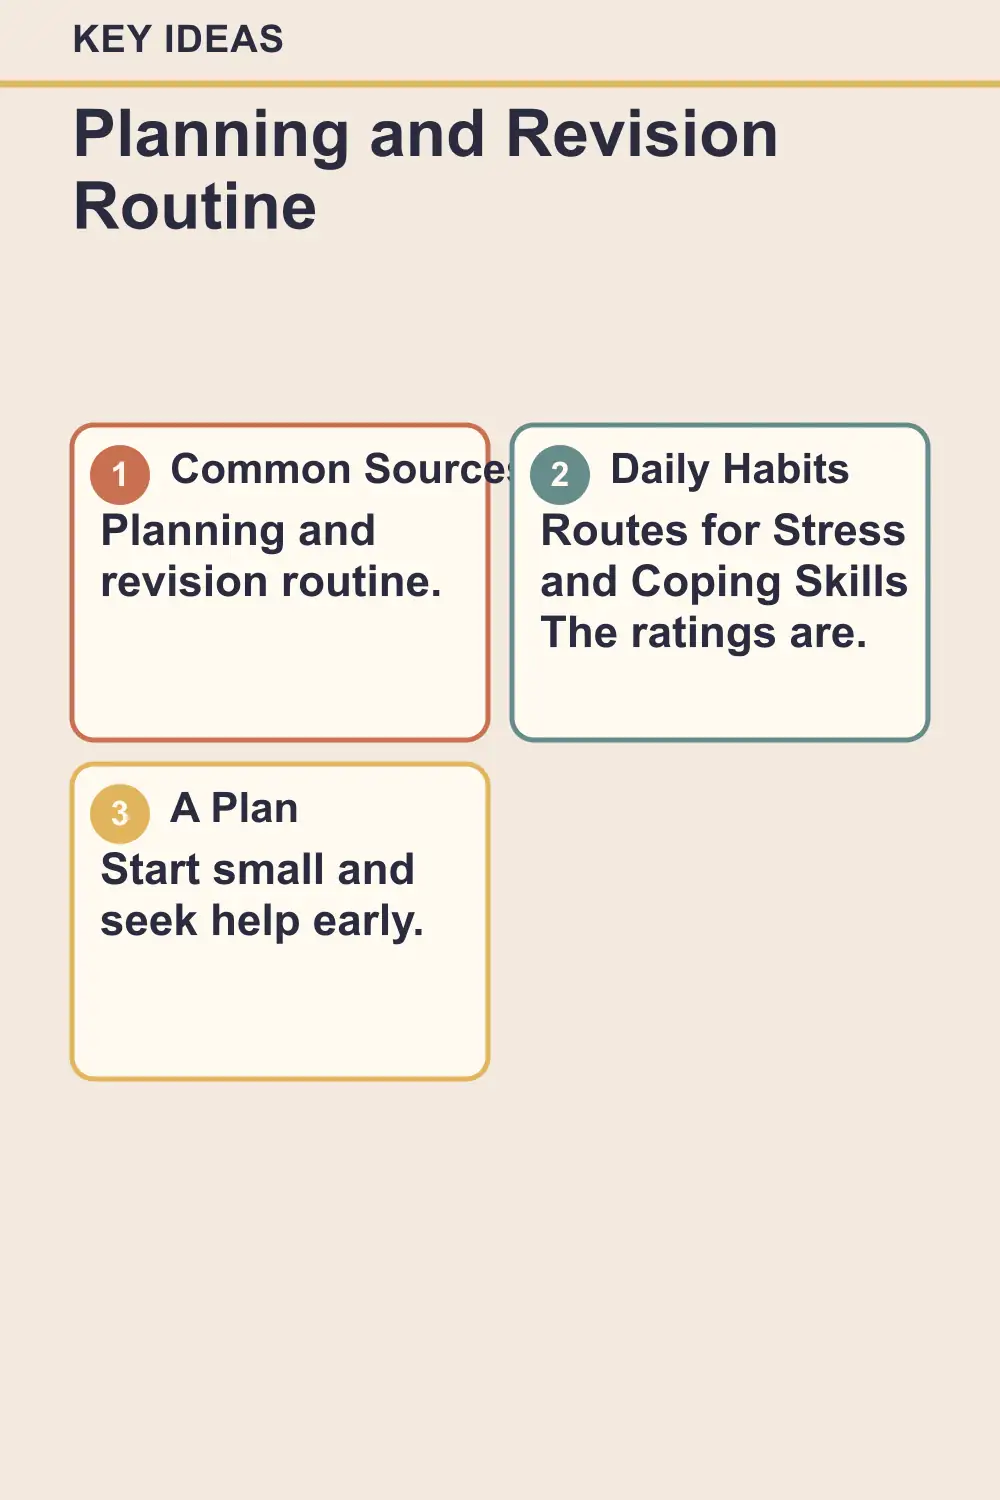 KEY IDEAS
Planning and Revision
Routine
1 Common Sources
Planning and
revision routine.
2 Daily Habits
Routes for Stress
and Coping Skills
The ratings are.
3 A Plan
Start small and
seek help early.